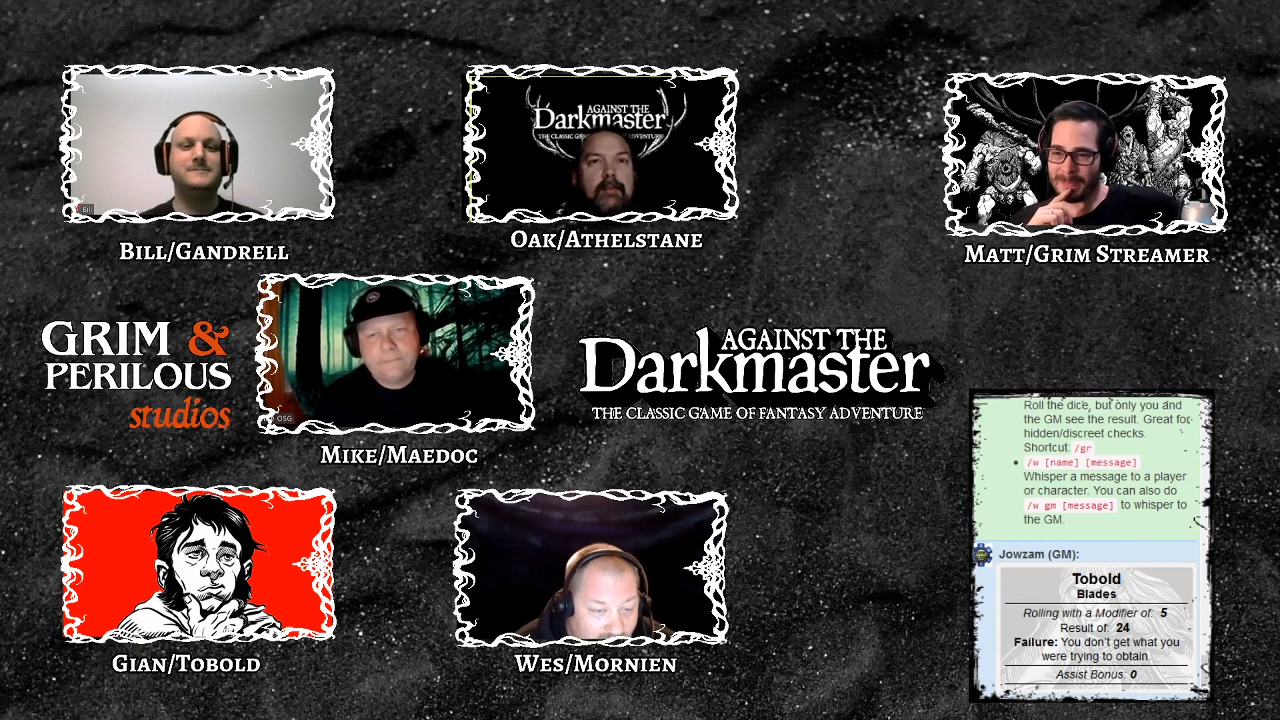 AGAINST THE
Darkmaster
Bill
Bill/Gandrell
Oak/Athelstane
Matt/Grim Streamer
GRIM &
PERILOUS
studios
OSG
Mike/Maedoc
AGAINST THE
Darkmaster
THE CLASSIC GAME OF FANTASY ADVENTURE
Gian/Tobold
Wes/Mornien
Roll the dice, but only you and
the GM see the result. Great for
hidden/discreet checks.
Shortcut: /gr
• /w [name] [message]
Whisper a message to a player
or character. You can also do
/w gm [message] to whisper to
the GM.
Jowzam (GM):
Tobold
Blades
Rolling with a Modifier of: 5
Result of: 24
Failure: You don't get what you
were trying to obtain.
Assist Bonus: 0